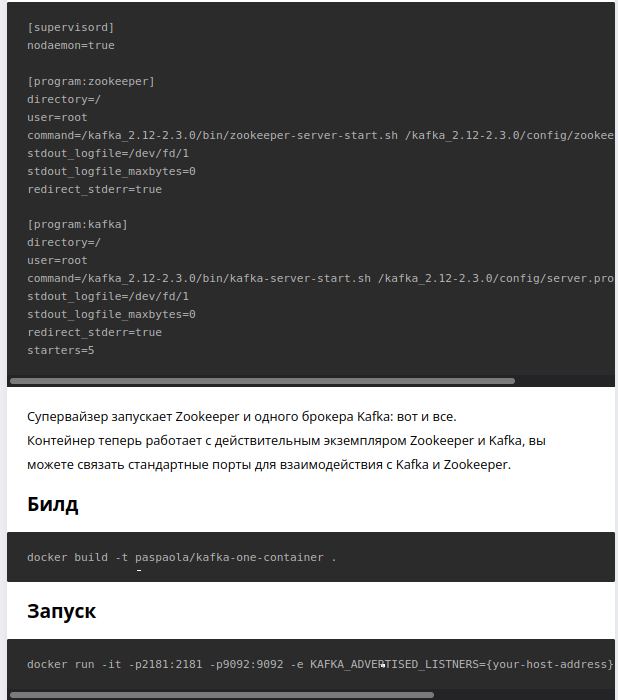 [supervisord]
nodaemon=true
[program:zookeeper]
directory=/
user=root
command=/kafka_2.12-2.3.0/bin/zookeeper-server-start.sh /kafka_2.12-2.3.0/config/zookee
stdout_logfile=/dev/fd/1
stdout_logfile_maxbytes=0
redirect_stderr=true
[program:kafka]
directory=/
user=root
command=/kafka_2.12-2.3.0/bin/kafka-server-start.sh /kafka_2.12-2.3.0/config/server.pro
stdout_logfile=/dev/fd/1
stdout_logfile_maxbytes=0
redirect_stderr=true
starters=5
Супервайзер запускает Zookeeper и одного брокера Kafka: вот и все.
Контейнер теперь работает с действительным экземпляром Zookeeper и Kafka, вы
можете связать стандартные порты для взаимодействия с Kafka и Zookeeper.
Билд
docker build -t paspaola/kafka-one-container .
Запуск
docker run -it -p2181:2181 -p9092:9092 -e KAFKA_ADVERTISED_LISTNERS={your-host-address}